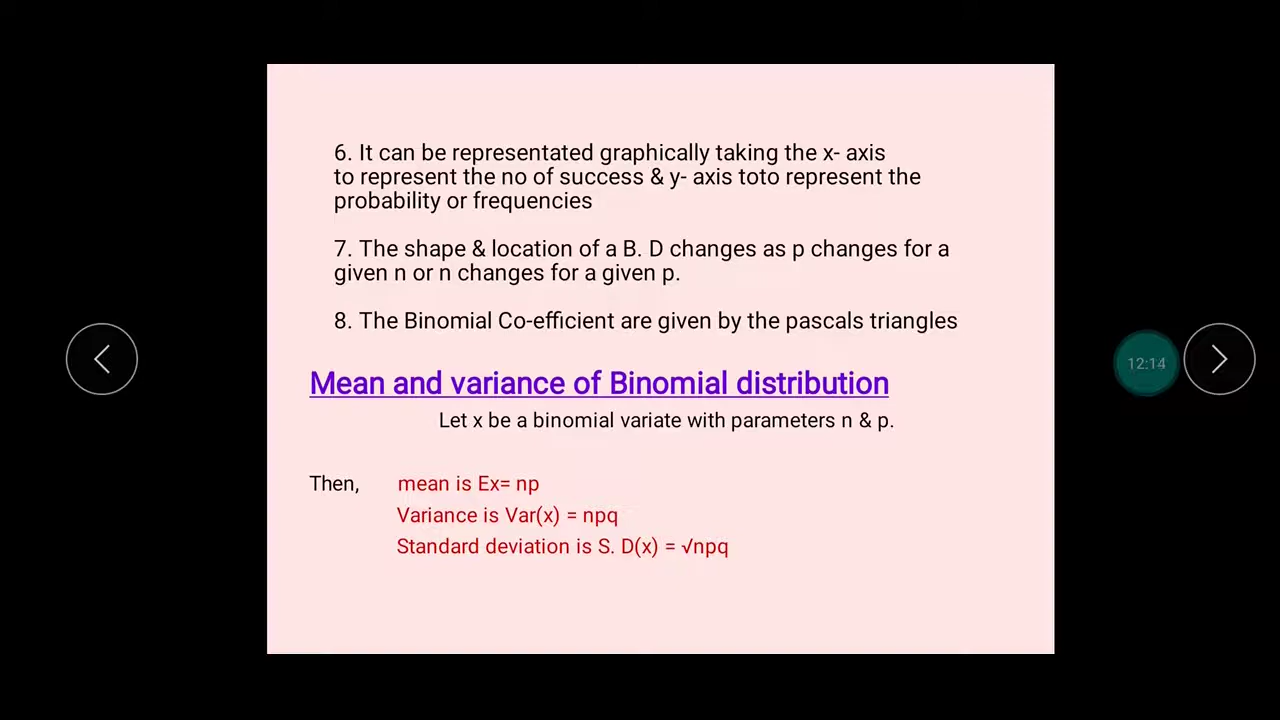 6. It can be representated graphically taking the x- axis
to represent the no of success & y- axis toto represent the
probability or frequencies
7. The shape & location of a B. D changes as p changes for a
given n or n changes for a given p.
8. The Binomial Co-efficient are given by the pascals triangles
Mean and variance of Binomial distribution
Let x be a binomial variate with parameters n & p.
Then, mean is Ex= np
Variance is Var(x) = npq
Standard deviation is S. D(x) = √npq
12:14